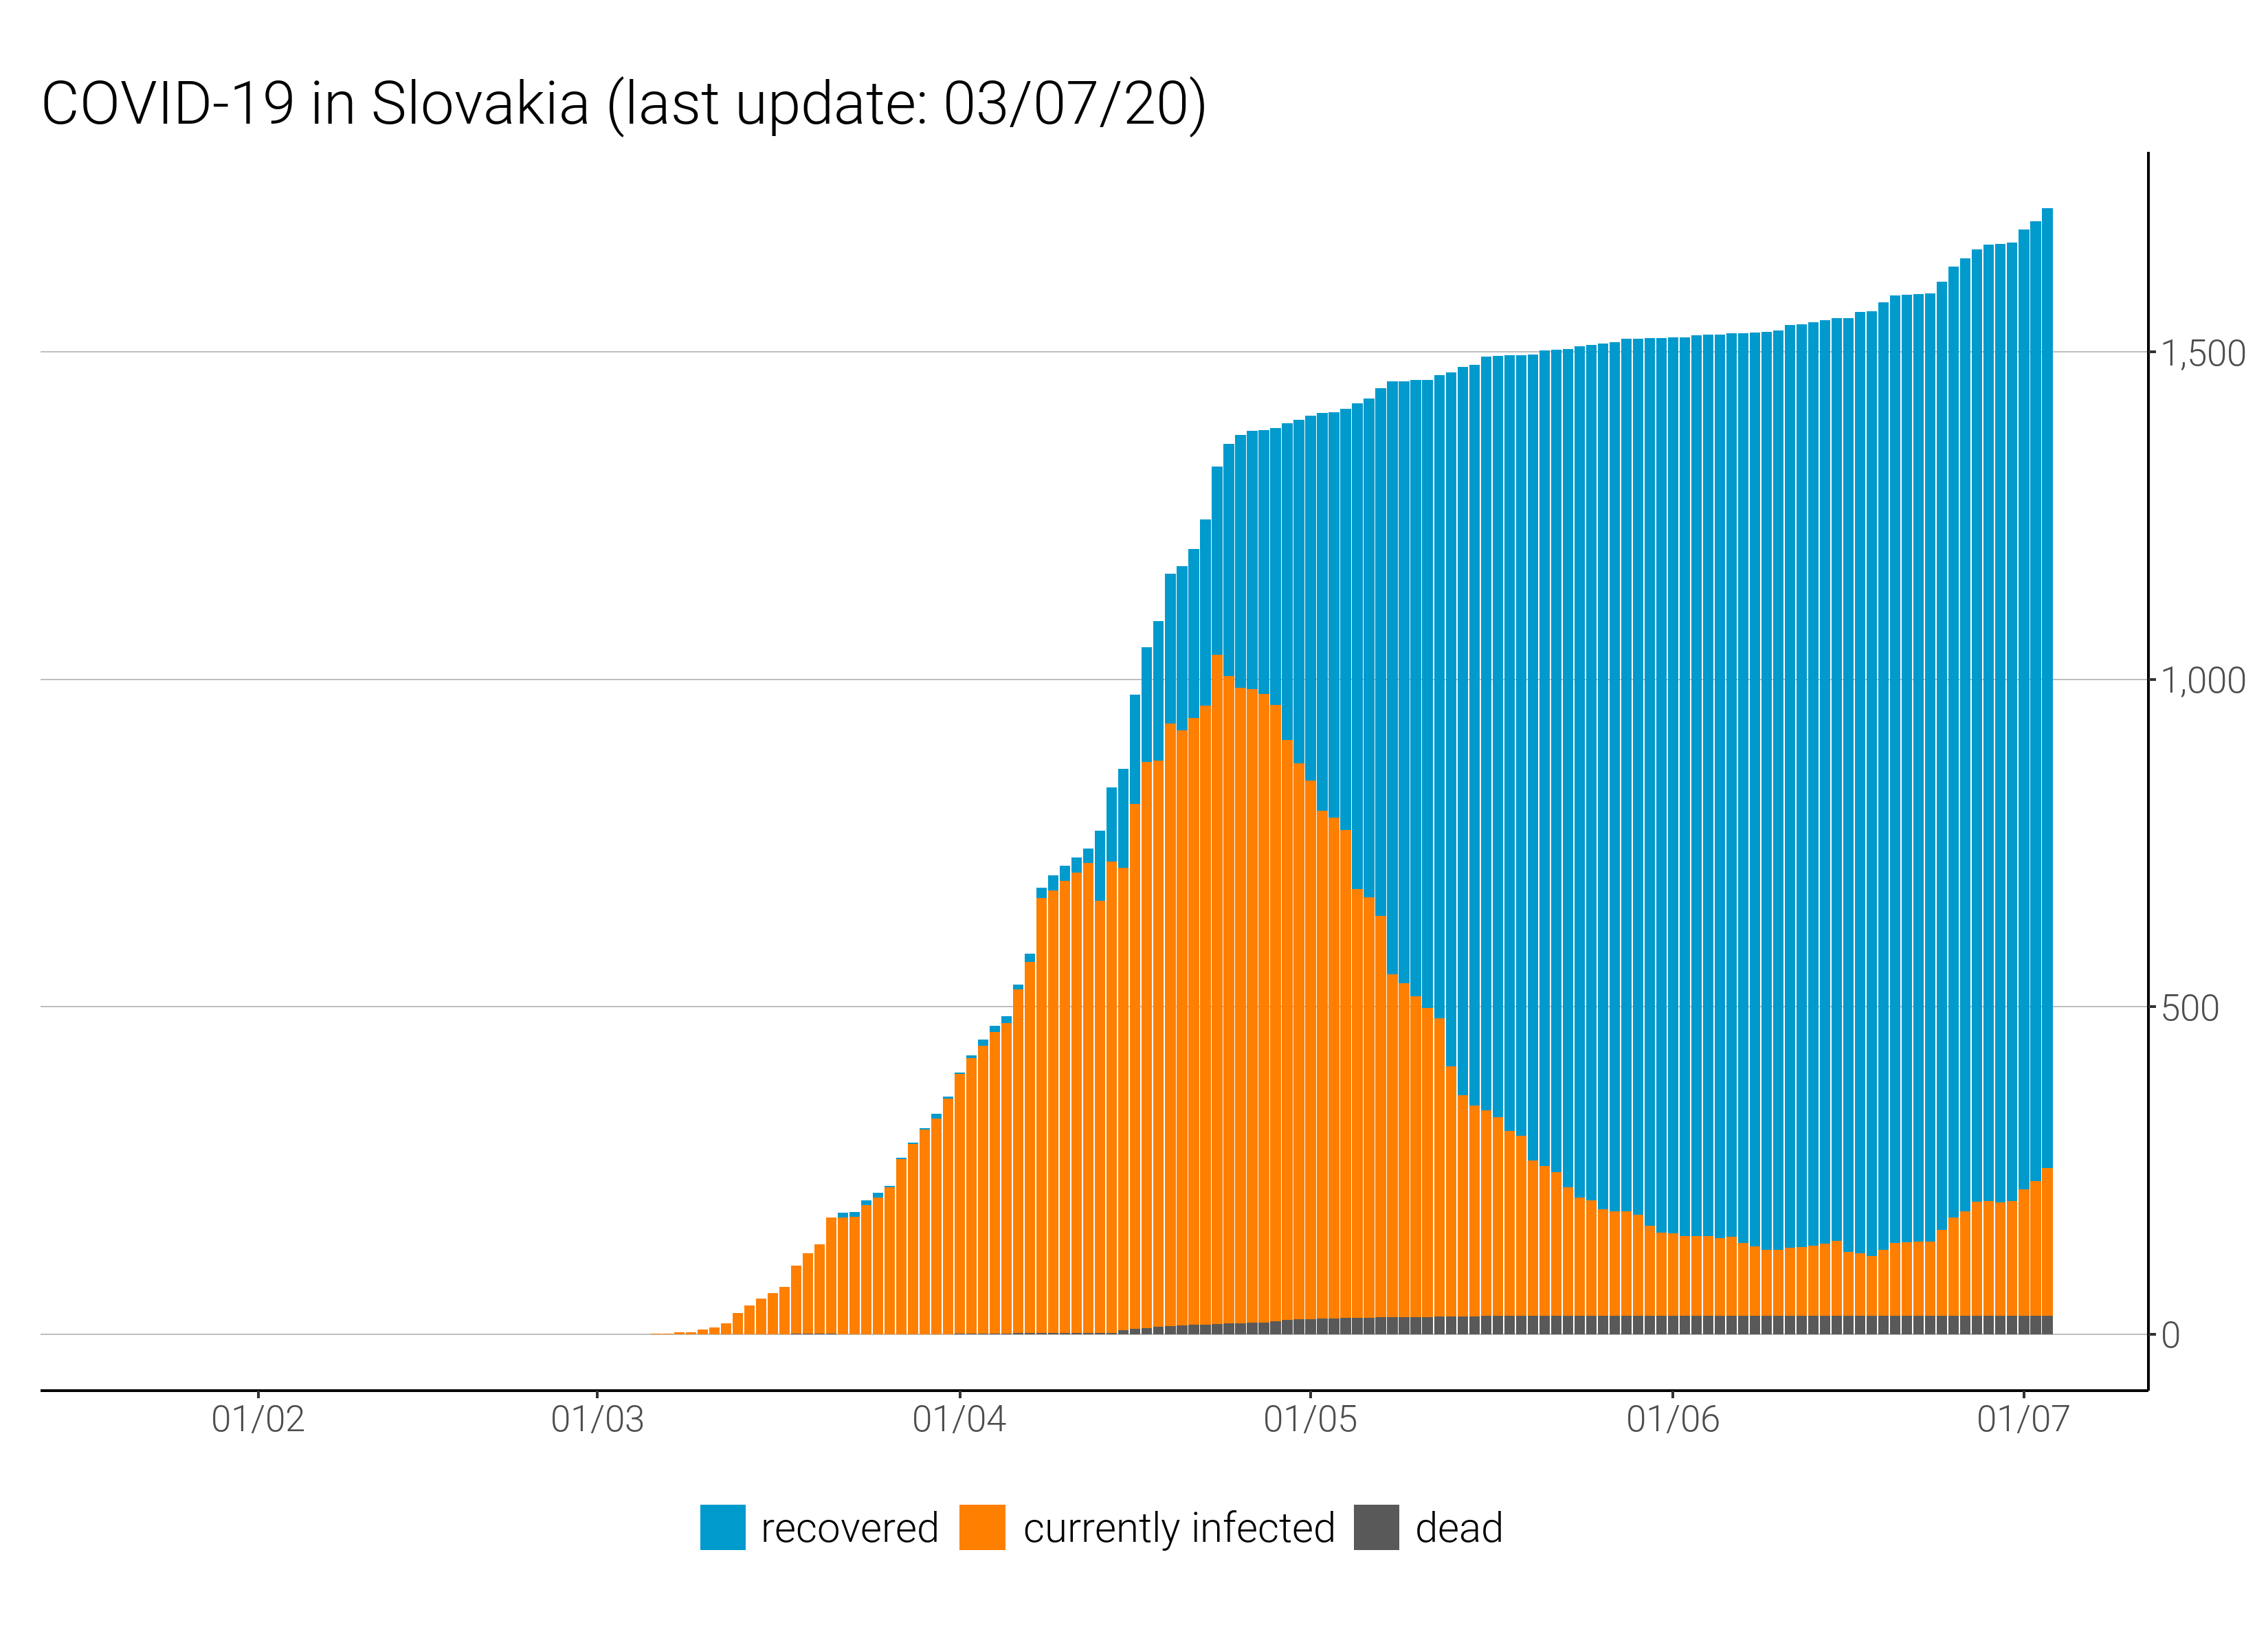 COVID-19 in Slovakia (last update: 03/07/20)
1,500
1,000
500
0
01/02 01/03 01/04 01/05 01/06 01/07
recovered currently infected dead